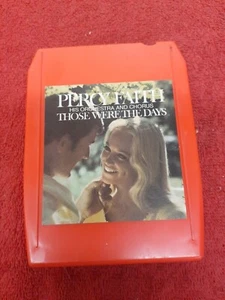 PERCY FAITH
HIS ORCHESTRA AND CHORUS
THOSE WERE THE DAYS